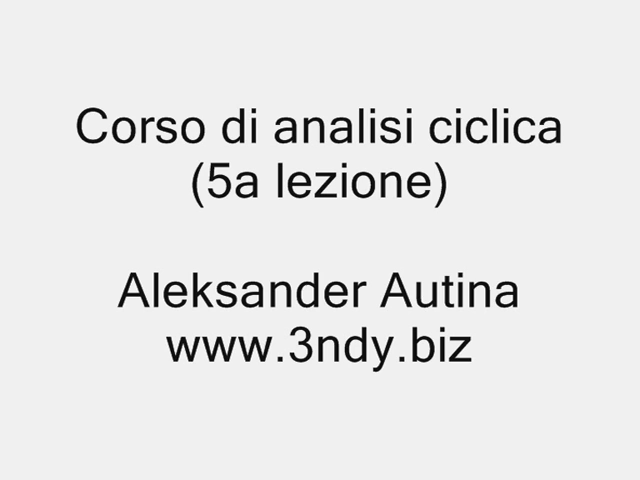 Corso di analisi ciclica
(5a lezione)
Aleksander Autina
www.3ndy.biz